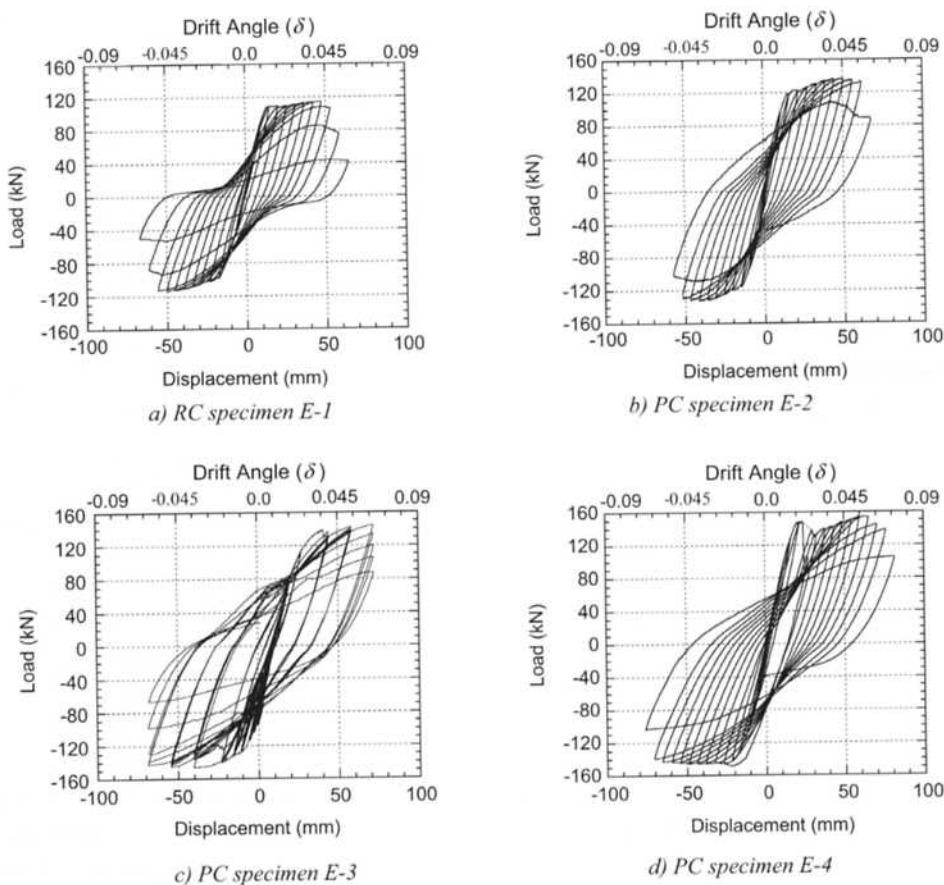 Drift Angle (δ)
-0.09 -0.045 0.0 0.045 0.09
160
120
80
40
0
-40
-80
-120
-160
Load (kN)
-100 -50 0 50 100
Displacement (mm)
a) RC specimen E-1
Drift Angle (δ)
-0.09 -0.045 0.0 0.045 0.09
160
120
80
40
0
-40
-80
-120
-160
Load (kN)
-100 -50 0 50 100
Displacement (mm)
b) PC specimen E-2
Drift Angle (δ)
-0.09 -0.045 0.0 0.045 0.09
160
120
80
40
0
-40
-80
-120
-160
Load (kN)
-100 -50 0 50 100
Displacement (mm)
c) PC specimen E-3
Drift Angle (δ)
-0.09 -0.045 0.0 0.045 0.09
160
120
80
40
0
-40
-80
-120
-160
Load (kN)
-100 -50 0 50 100
Displacement (mm)
d) PC specimen E-4